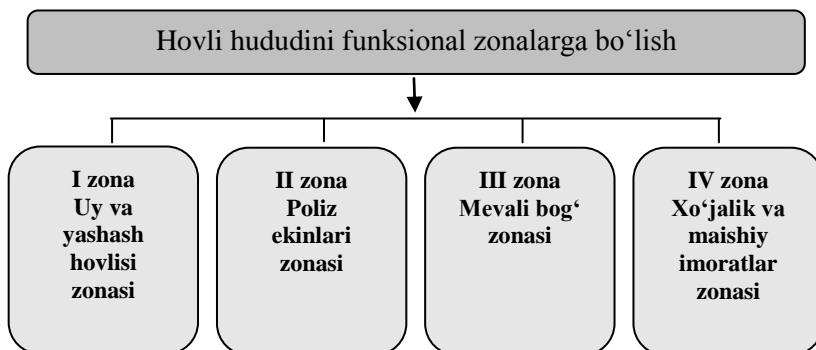 Hovli hududini funksional zonalarga bo‘lish
I zona
Uy va
yashash
hovlisi
zonasi
II zona
Poliz
ekinlari
zonasi
III zona
Mevali bog‘
zonasi
IV zona
Xo‘jalik va
maishiy
imoratlar
zonasi